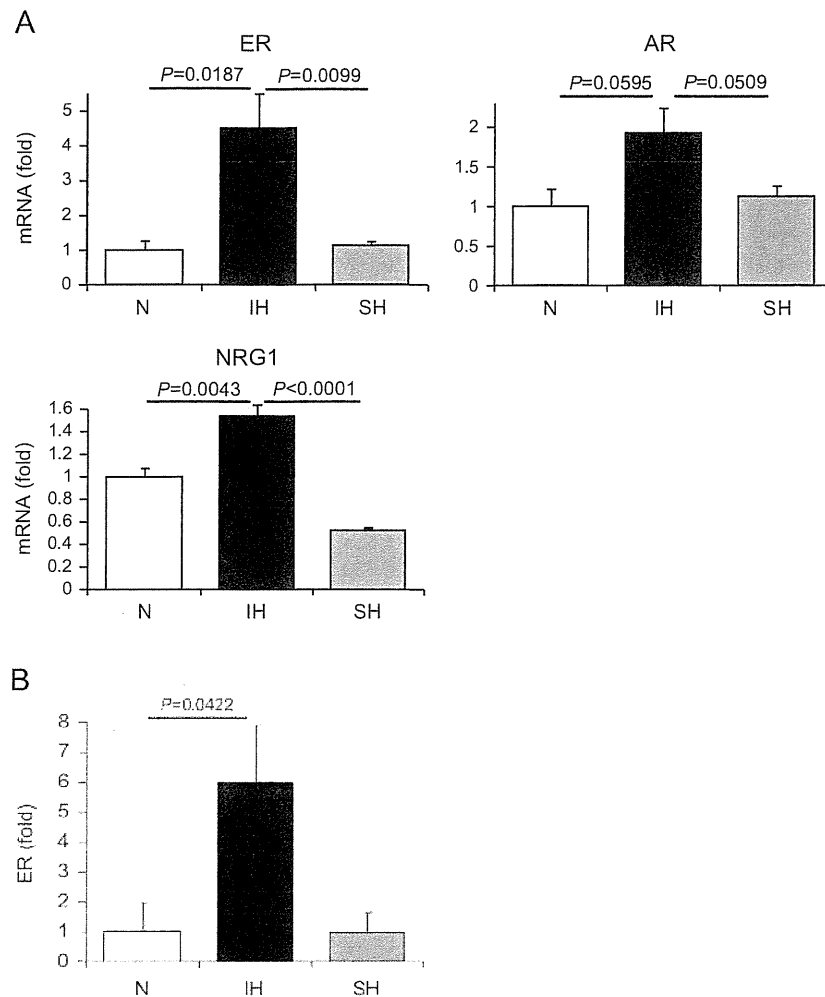 A
ER
P=0.0187 P=0.0099
mRNA (fold)
5
4
3
2
1
0
N IH SH
AR
P=0.0595 P=0.0509
2
1.5
1
0.5
0
N IH SH
NRG1
P=0.0043 P<0.0001
mRNA (fold)
1.6
1.4
1.2
1
0.8
0.6
0.4
0.2
0
N IH SH
B
P=0.0422
ER (fold)
8
7
6
5
4
3
2
1
0
N IH SH